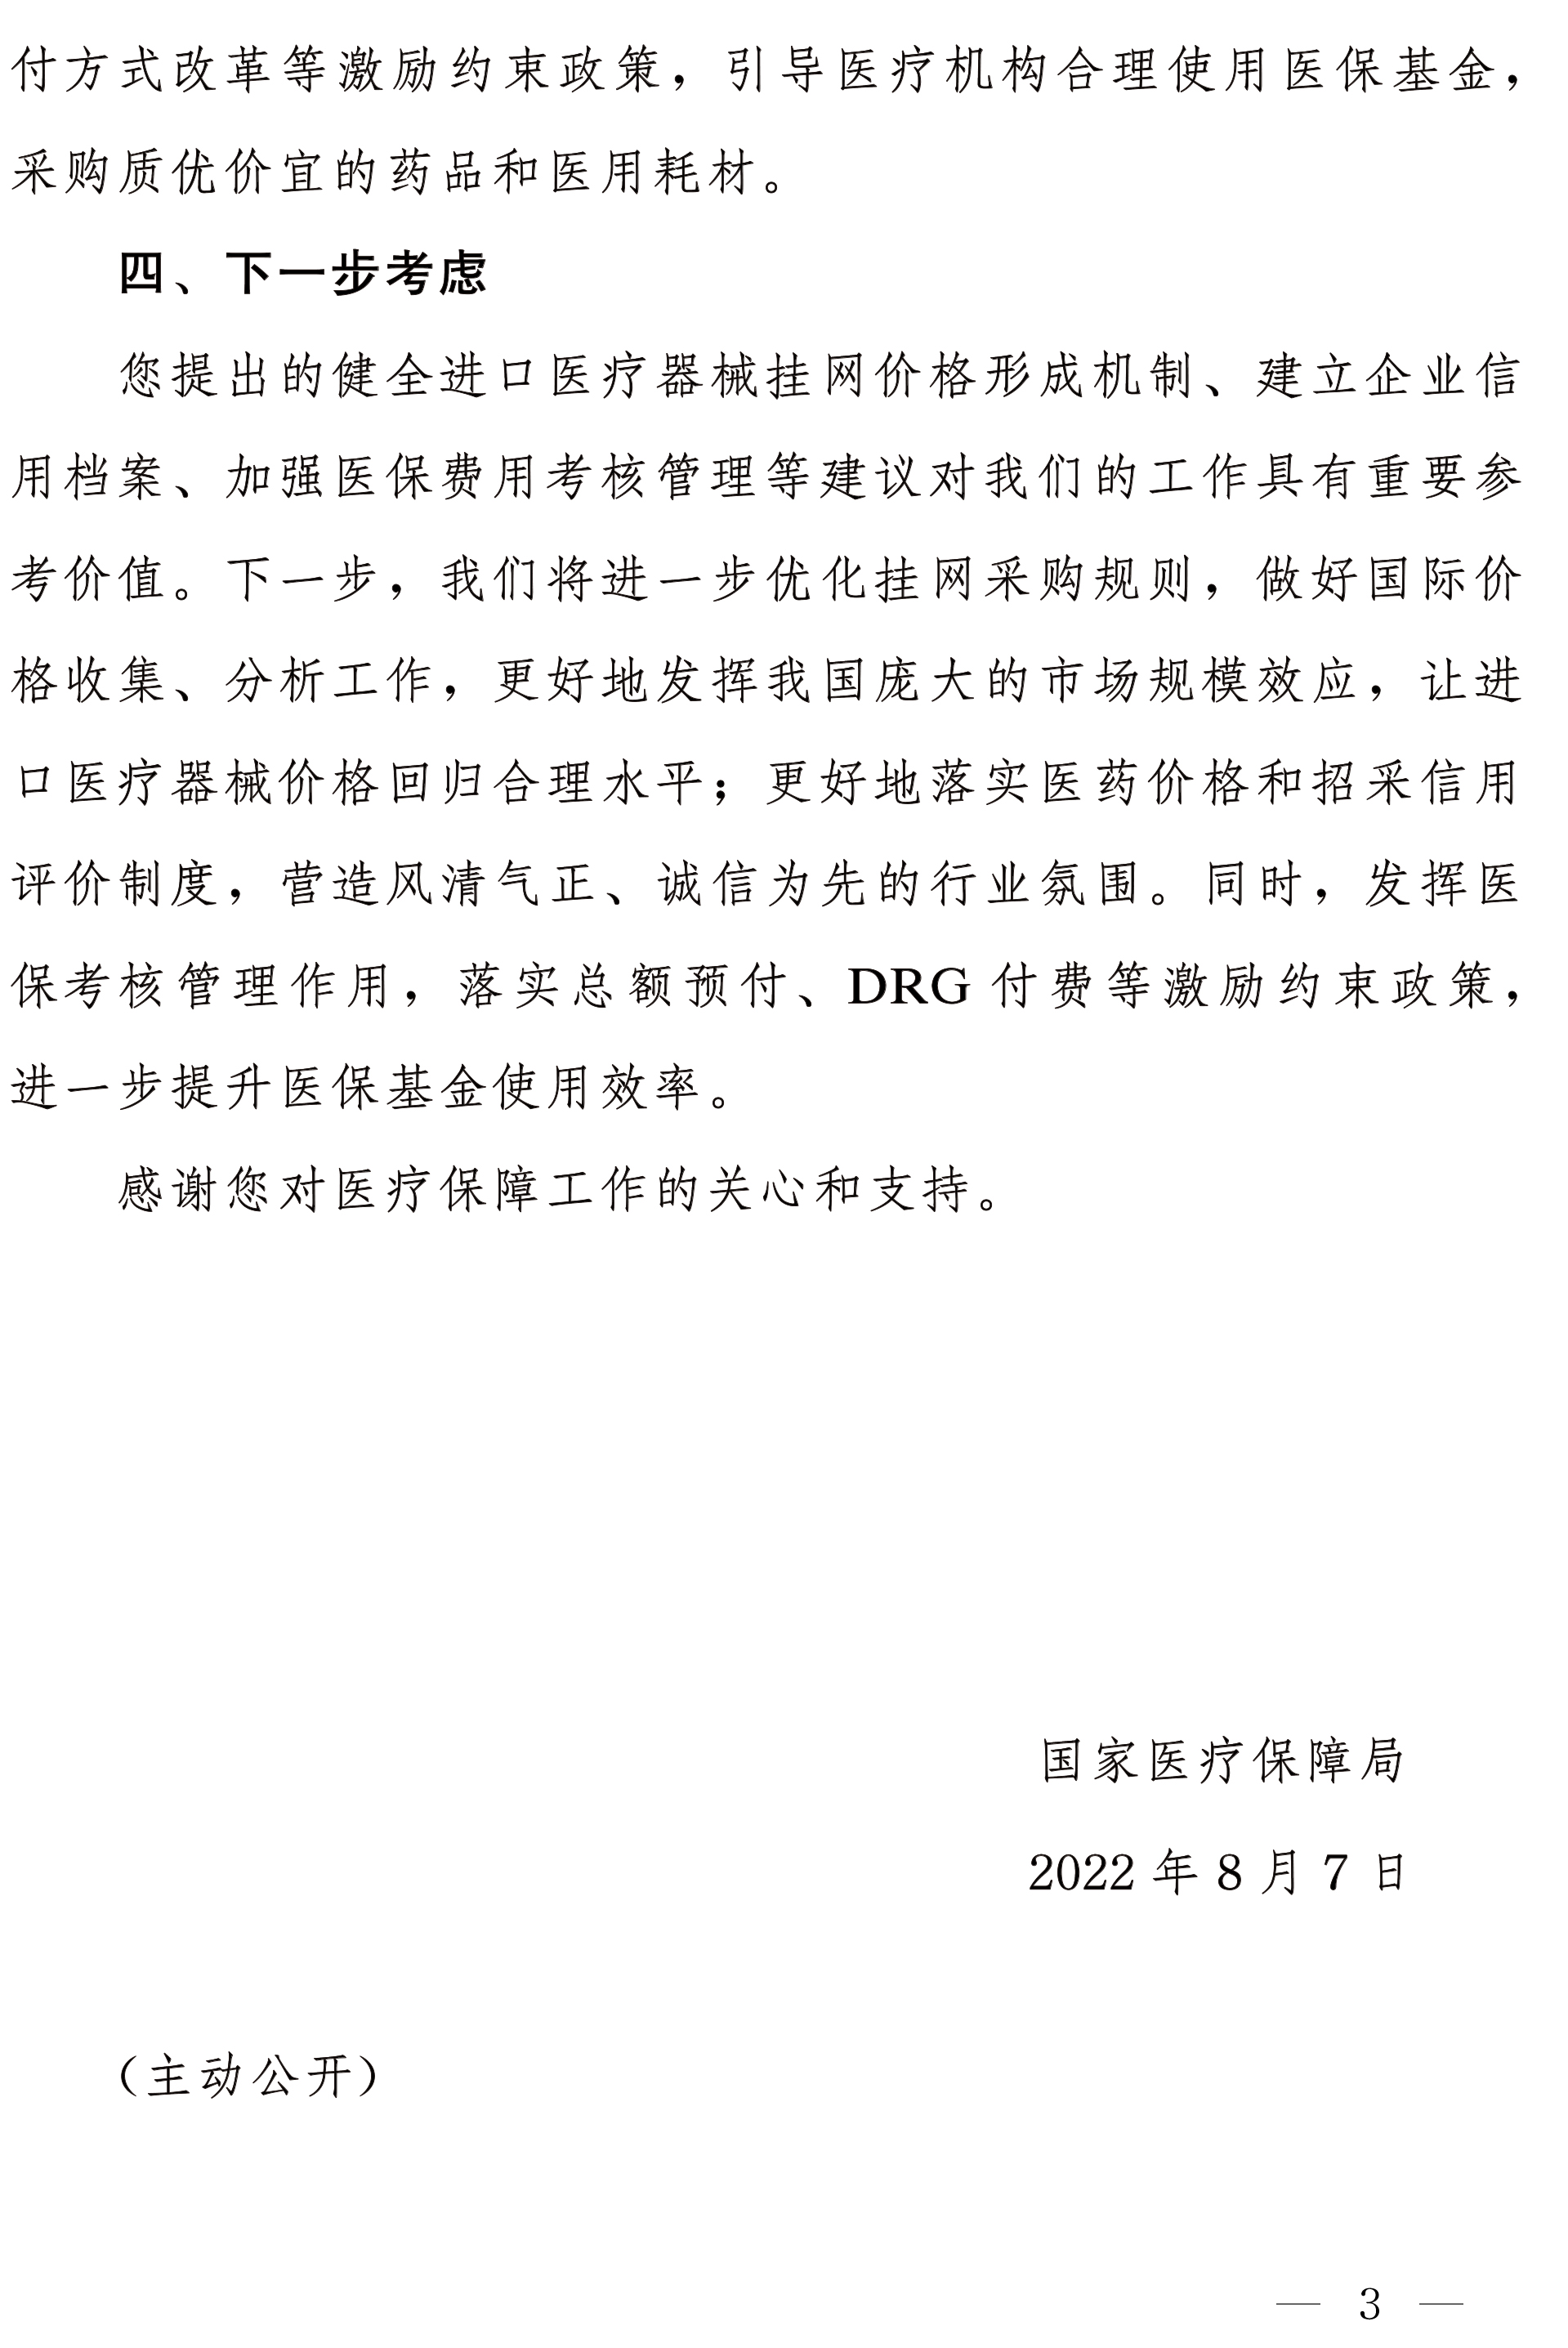 付方式改革等激励约束政策，引导医疗机构合理使用医保基金，
采购质优价宜的药品和医用耗材。
四、下一步考虑
您提出的健全进口医疗器械挂网价格形成机制、建立企业信
用档案、加强医保费用考核管理等建议对我们的工作具有重要参
考价值。下一步，我们将进一步优化挂网采购规则，做好国际价
格收集、分析工作，更好地发挥我国庞大的市场规模效应，让进
口医疗器械价格回归合理水平；更好地落实医药价格和招采信用
评价制度，营造风清气正、诚信为先的行业氛围。同时，发挥医
保考核管理作用，落实总额预付、DRG 付费等激励约束政策，
进一步提升医保基金使用效率。
感谢您对医疗保障工作的关心和支持。
国家医疗保障局
2022 年 8 月 7 日
（主动公开）
— 3 —